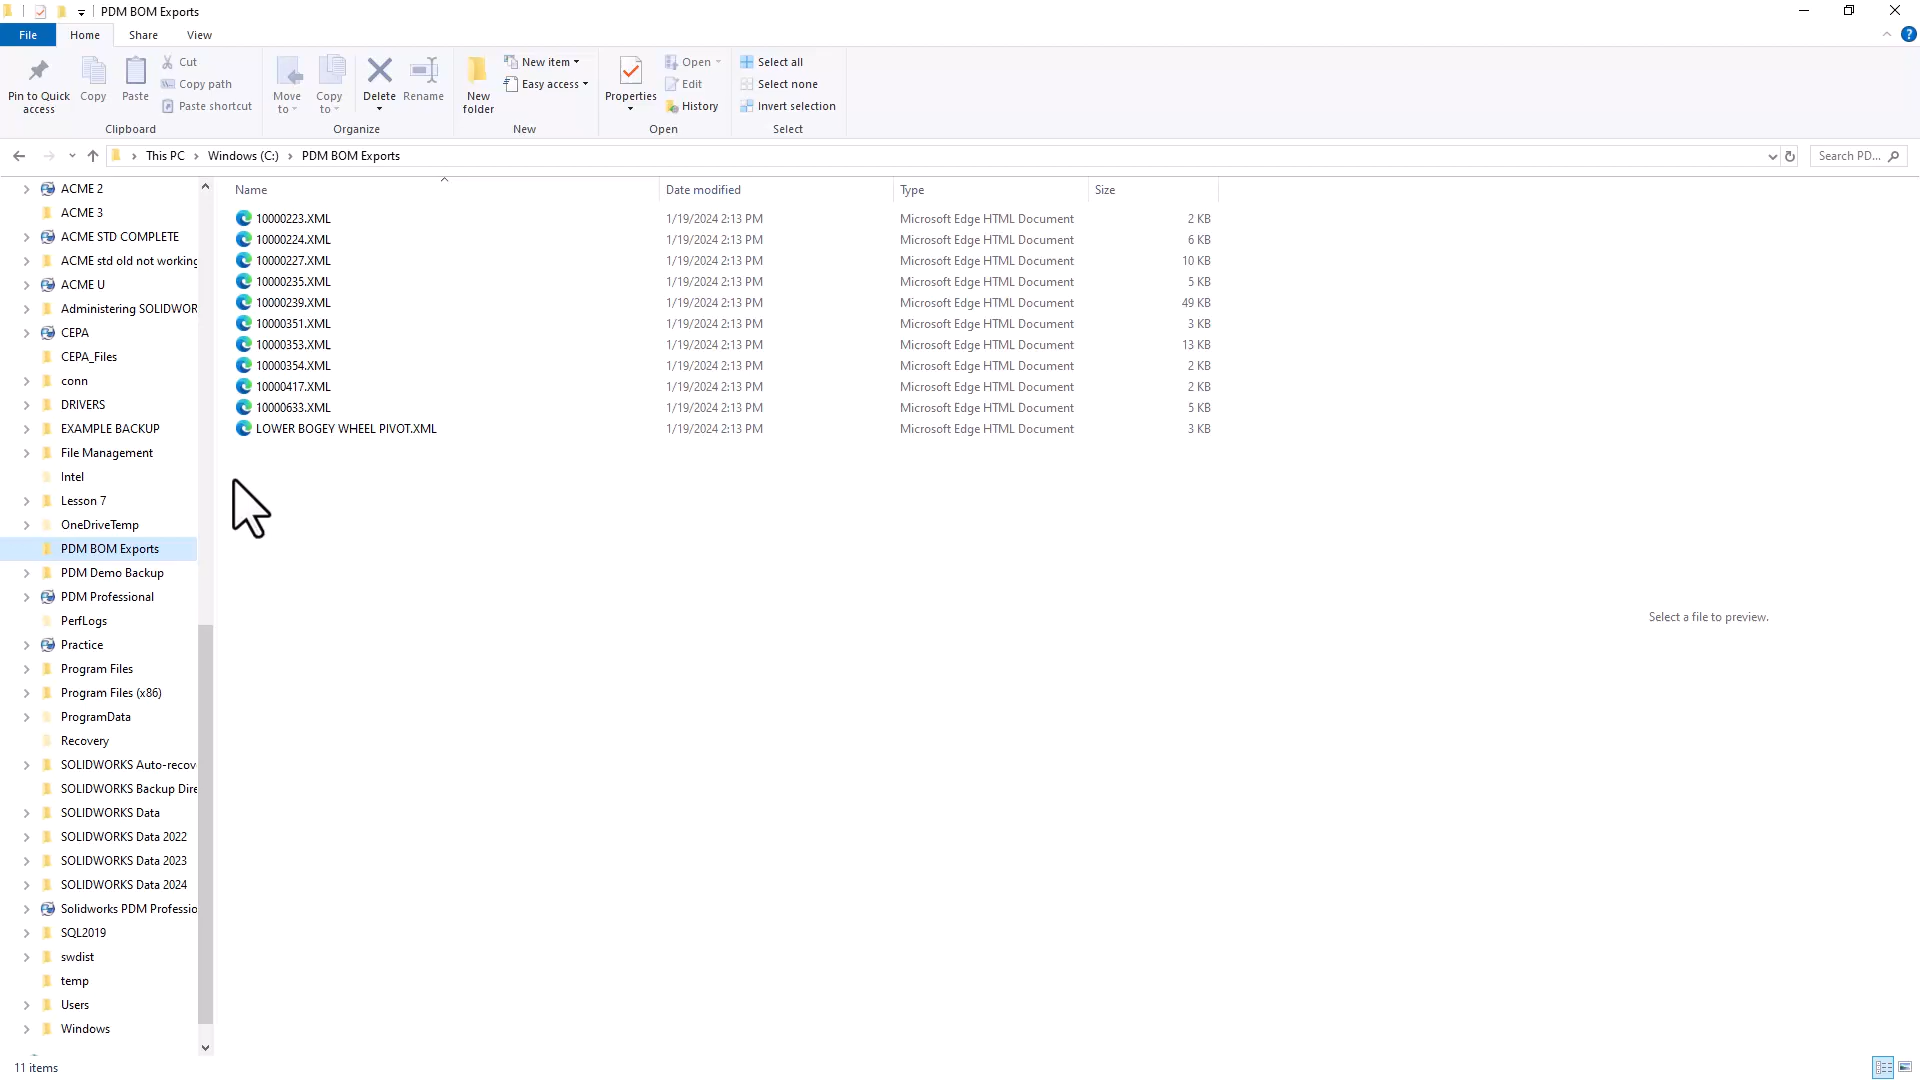 PDM BOM Exports
File Home Share View
Pin to Quick access
Copy
Paste
Cut
Copy path
Paste shortcut
Clipboard
Move to
Copy to
Delete
Rename
Organize
New folder
New item
Easy access
New
Properties
Open
Edit
History
Open
Select all
Select none
Invert selection
Select
This PC > Windows (C:) > PDM BOM Exports
Search PD...
ACME 2
ACME 3
ACME STD COMPLETE
ACME std old not working
ACME U
Administering SOLIDWOR
CEPA
CEPA_Files
conn
DRIVERS
EXAMPLE BACKUP
File Management
Intel
Lesson 7
OneDriveTemp
PDM BOM Exports
PDM Demo Backup
PDM Professional
PerfLogs
Practice
Program Files
Program Files (x86)
ProgramData
Recovery
SOLIDWORKS Auto-recov
SOLIDWORKS Backup Dire
SOLIDWORKS Data
SOLIDWORKS Data 2022
SOLIDWORKS Data 2023
SOLIDWORKS Data 2024
Solidworks PDM Professio
SQL2019
swdist
temp
Users
Windows
Name Date modified Type Size
10000223.XML 1/19/2024 2:13 PM Microsoft Edge HTML Document 2 KB
10000224.XML 1/19/2024 2:13 PM Microsoft Edge HTML Document 6 KB
10000227.XML 1/19/2024 2:13 PM Microsoft Edge HTML Document 10 KB
10000235.XML 1/19/2024 2:13 PM Microsoft Edge HTML Document 5 KB
10000239.XML 1/19/2024 2:13 PM Microsoft Edge HTML Document 49 KB
10000351.XML 1/19/2024 2:13 PM Microsoft Edge HTML Document 3 KB
10000353.XML 1/19/2024 2:13 PM Microsoft Edge HTML Document 13 KB
10000354.XML 1/19/2024 2:13 PM Microsoft Edge HTML Document 2 KB
10000417.XML 1/19/2024 2:13 PM Microsoft Edge HTML Document 2 KB
10000633.XML 1/19/2024 2:13 PM Microsoft Edge HTML Document 5 KB
LOWER BOGEY WHEEL PIVOT.XML 1/19/2024 2:13 PM Microsoft Edge HTML Document 3 KB
Select a file to preview.
11 items